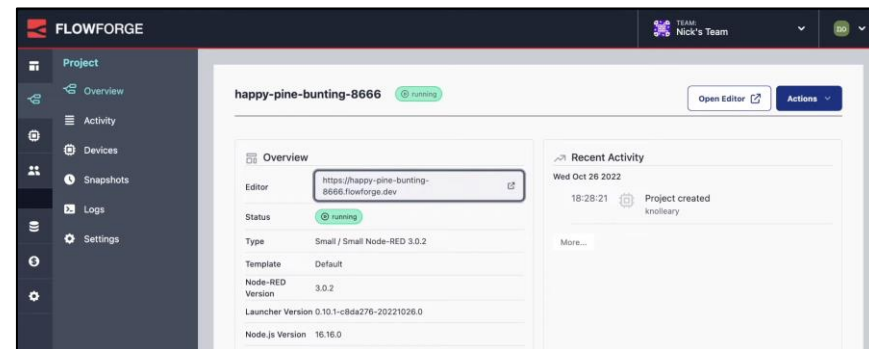 FLOWFORGE
TEAM:
Nick's Team
no
Project
Overview
Activity
Devices
Snapshots
Logs
Settings
happy-pine-bunting-8666 running
Open Editor
Actions
Overview
Editor https://happy-pine-bunting-
8666.flowforge.dev
Status running
Type Small / Small Node-RED 3.0.2
Template Default
Node-RED
Version 3.0.2
Launcher Version 0.10.1-c8da276-20221026.0
Node.js Version 16.16.0
Recent Activity
Wed Oct 26 2022
18:28:21 Project created
knolleary
More...